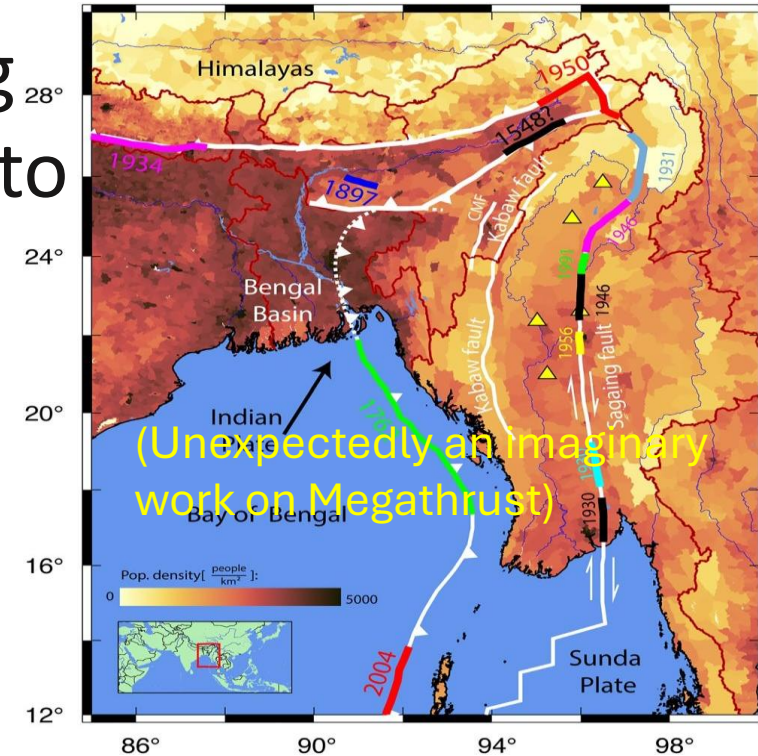 g
to
Himalayas
28°
1950
1548?
1934
1897
1931
CMF
Kabaw fault
1946
24°
1991
Bengal
Basin
1946
Kabaw fault
1956
Sagaing fault
20°
Indian
Plate
(Unexpectedly an imaginary
work on Megathrust)
Bay of Bengal
1930
16°
Pop. density[ people
km² ]:
0
5000
2004
Sunda
Plate
12°
86°
90°
94°
98°